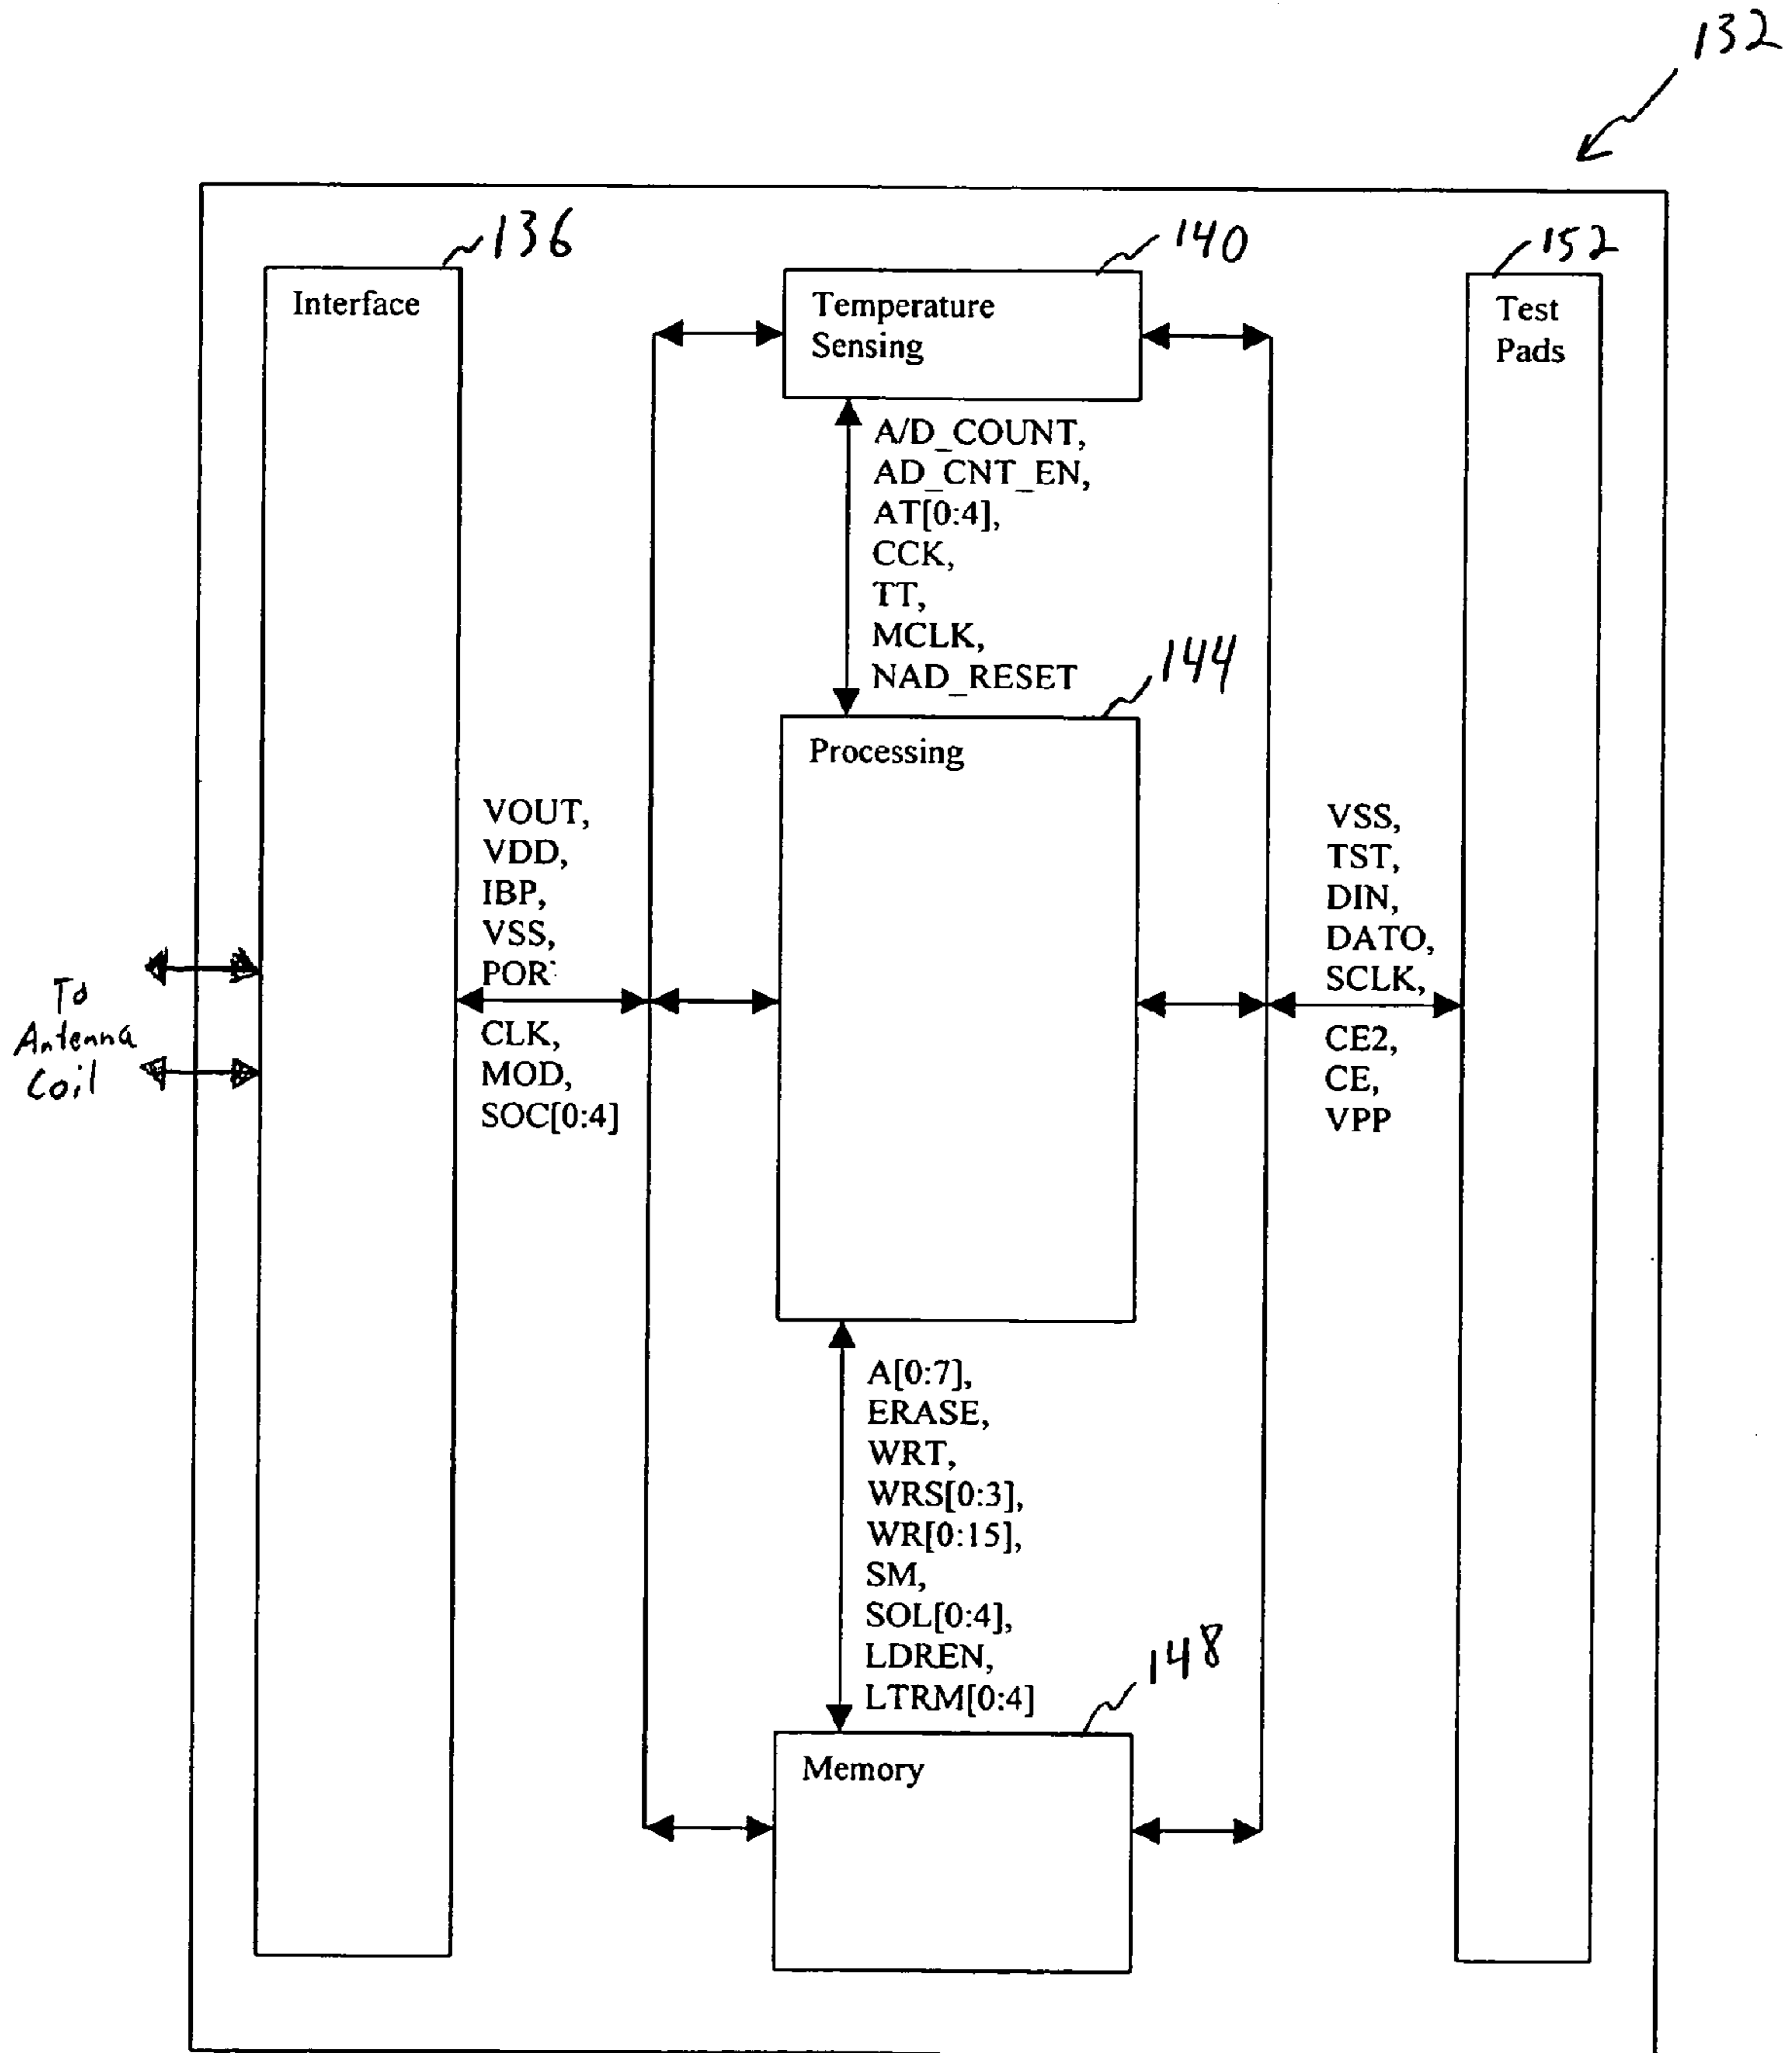 132
136
140
152
Interface
Temperature
Sensing
Test
Pads
A/D_COUNT,
AD_CNT_EN,
AT[0:4],
CCK,
TT,
MCLK,
NAD_RESET
144
Processing
VOUT,
VDD,
IBP,
VSS,
POR
CLK,
MOD,
SOC[0:4]
VSS,
TST,
DIN,
DATO,
SCLK,
CE2,
CE,
VPP
To
Antenna
Coil
A[0:7],
ERASE,
WRT,
WRS[0:3],
WR[0:15],
SM,
SOL[0:4],
LDREN,
LTRM[0:4]
148
Memory